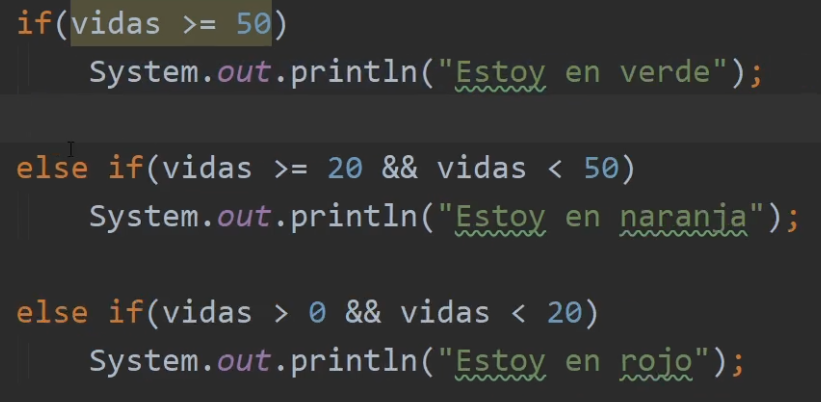 if(vidas >= 50)
System.out.println("Estoy en verde");
else if(vidas >= 20 && vidas < 50)
System.out.println("Estoy en naranja");
else if(vidas > 0 && vidas < 20)
System.out.println("Estoy en rojo");